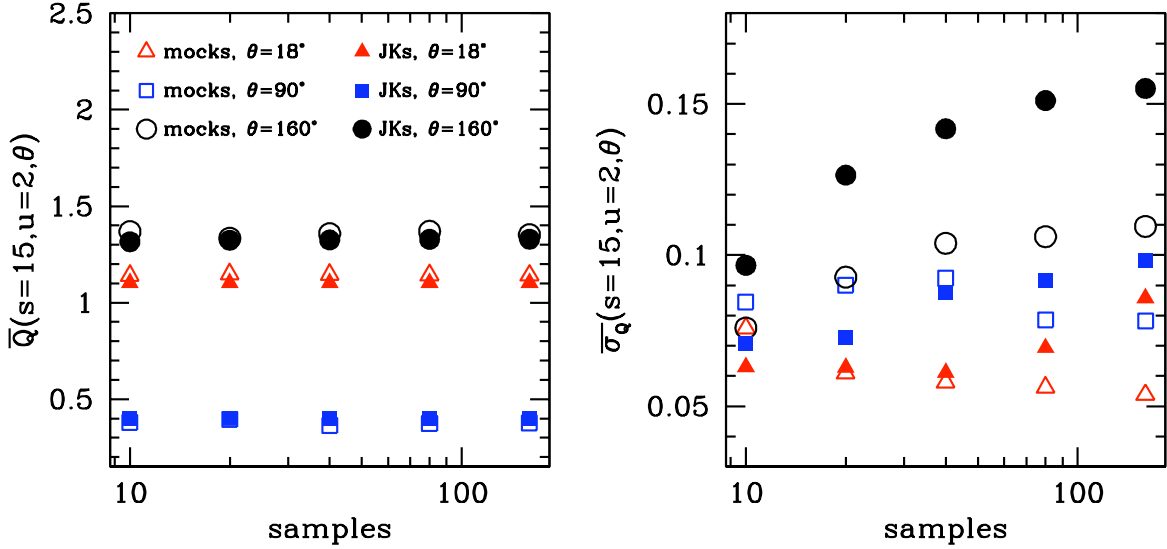 2.5
2
1.5
1
0.5
10
100
samples
Q̅(s=15,u=2,θ)
mocks, θ=18°
JKs, θ=18°
mocks, θ=90°
JKs, θ=90°
mocks, θ=160°
JKs, θ=160°
0.15
0.1
0.05
10
100
samples
σ̅_Q(s=15,u=2,θ)